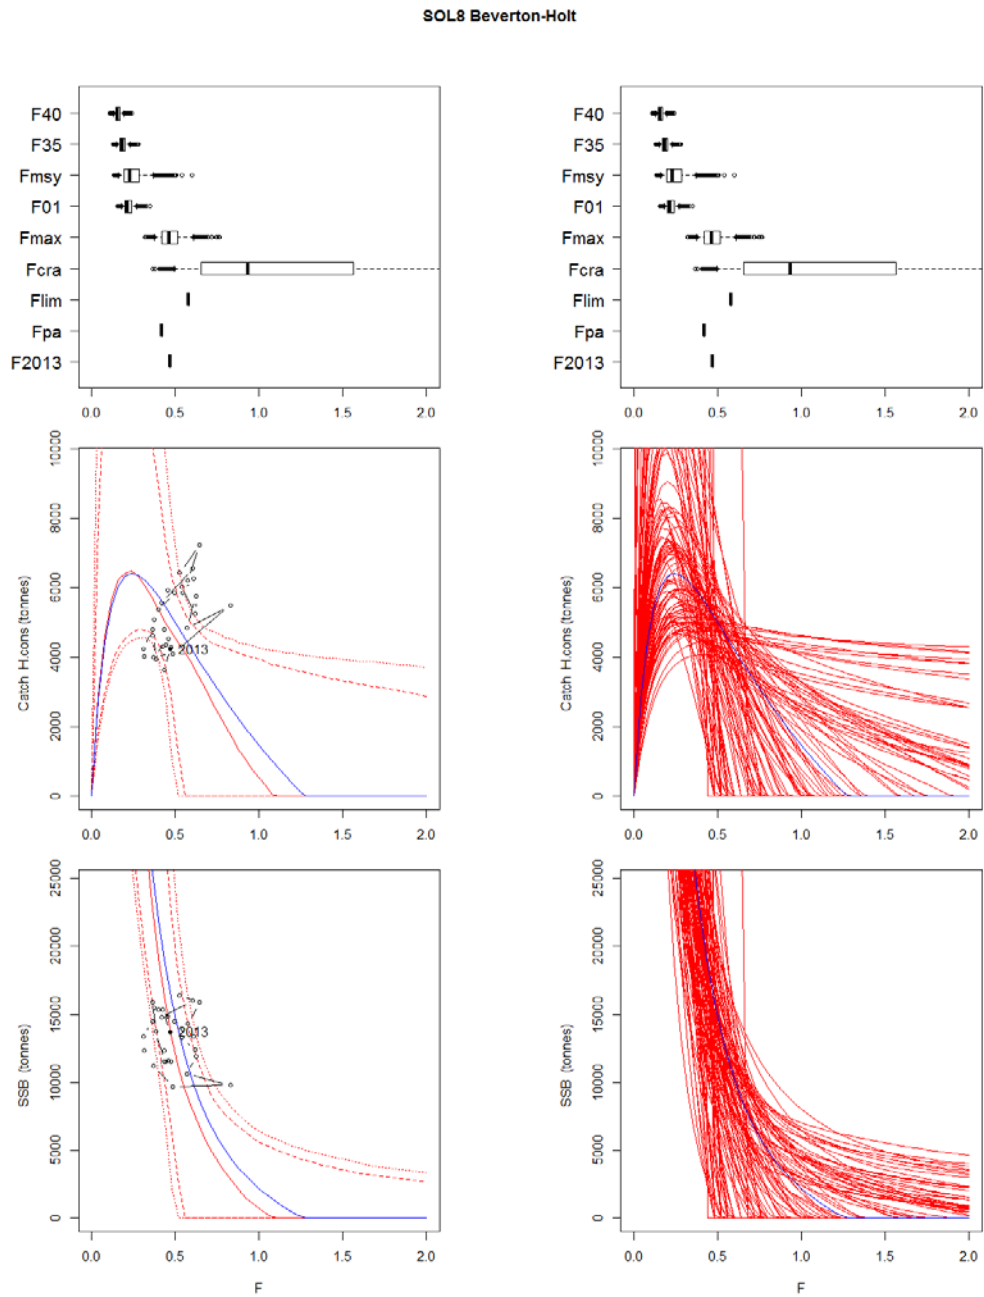 SOL8 Beverton-Holt
F40
F35
Fmsy
F01
Fmax
Fcra
Flim
Fpa
F2013
0.0 0.5 1.0 1.5 2.0
F40
F35
Fmsy
F01
Fmax
Fcra
Flim
Fpa
F2013
0.0 0.5 1.0 1.5 2.0
Catch H.cons (tonnes)
10000
8000
6000
4000
2000
0
2013
0.0 0.5 1.0 1.5 2.0
Catch H.cons (tonnes)
10000
8000
6000
4000
2000
0
0.0 0.5 1.0 1.5 2.0
SSB (tonnes)
25000
20000
15000
10000
5000
0
2013
0.0 0.5 1.0 1.5 2.0
F
SSB (tonnes)
25000
20000
15000
10000
5000
0
0.0 0.5 1.0 1.5 2.0
F